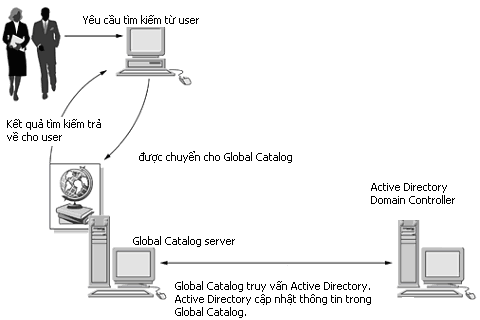 Yêu cầu tìm kiếm từ user
Kết quả tìm kiếm trả
về cho user
được chuyển cho Global Catalog
Active Directory
Domain Controller
Global Catalog server
Global Catalog truy vấn Active Directory.
Active Directory cập nhật thông tin trong
Global Catalog.